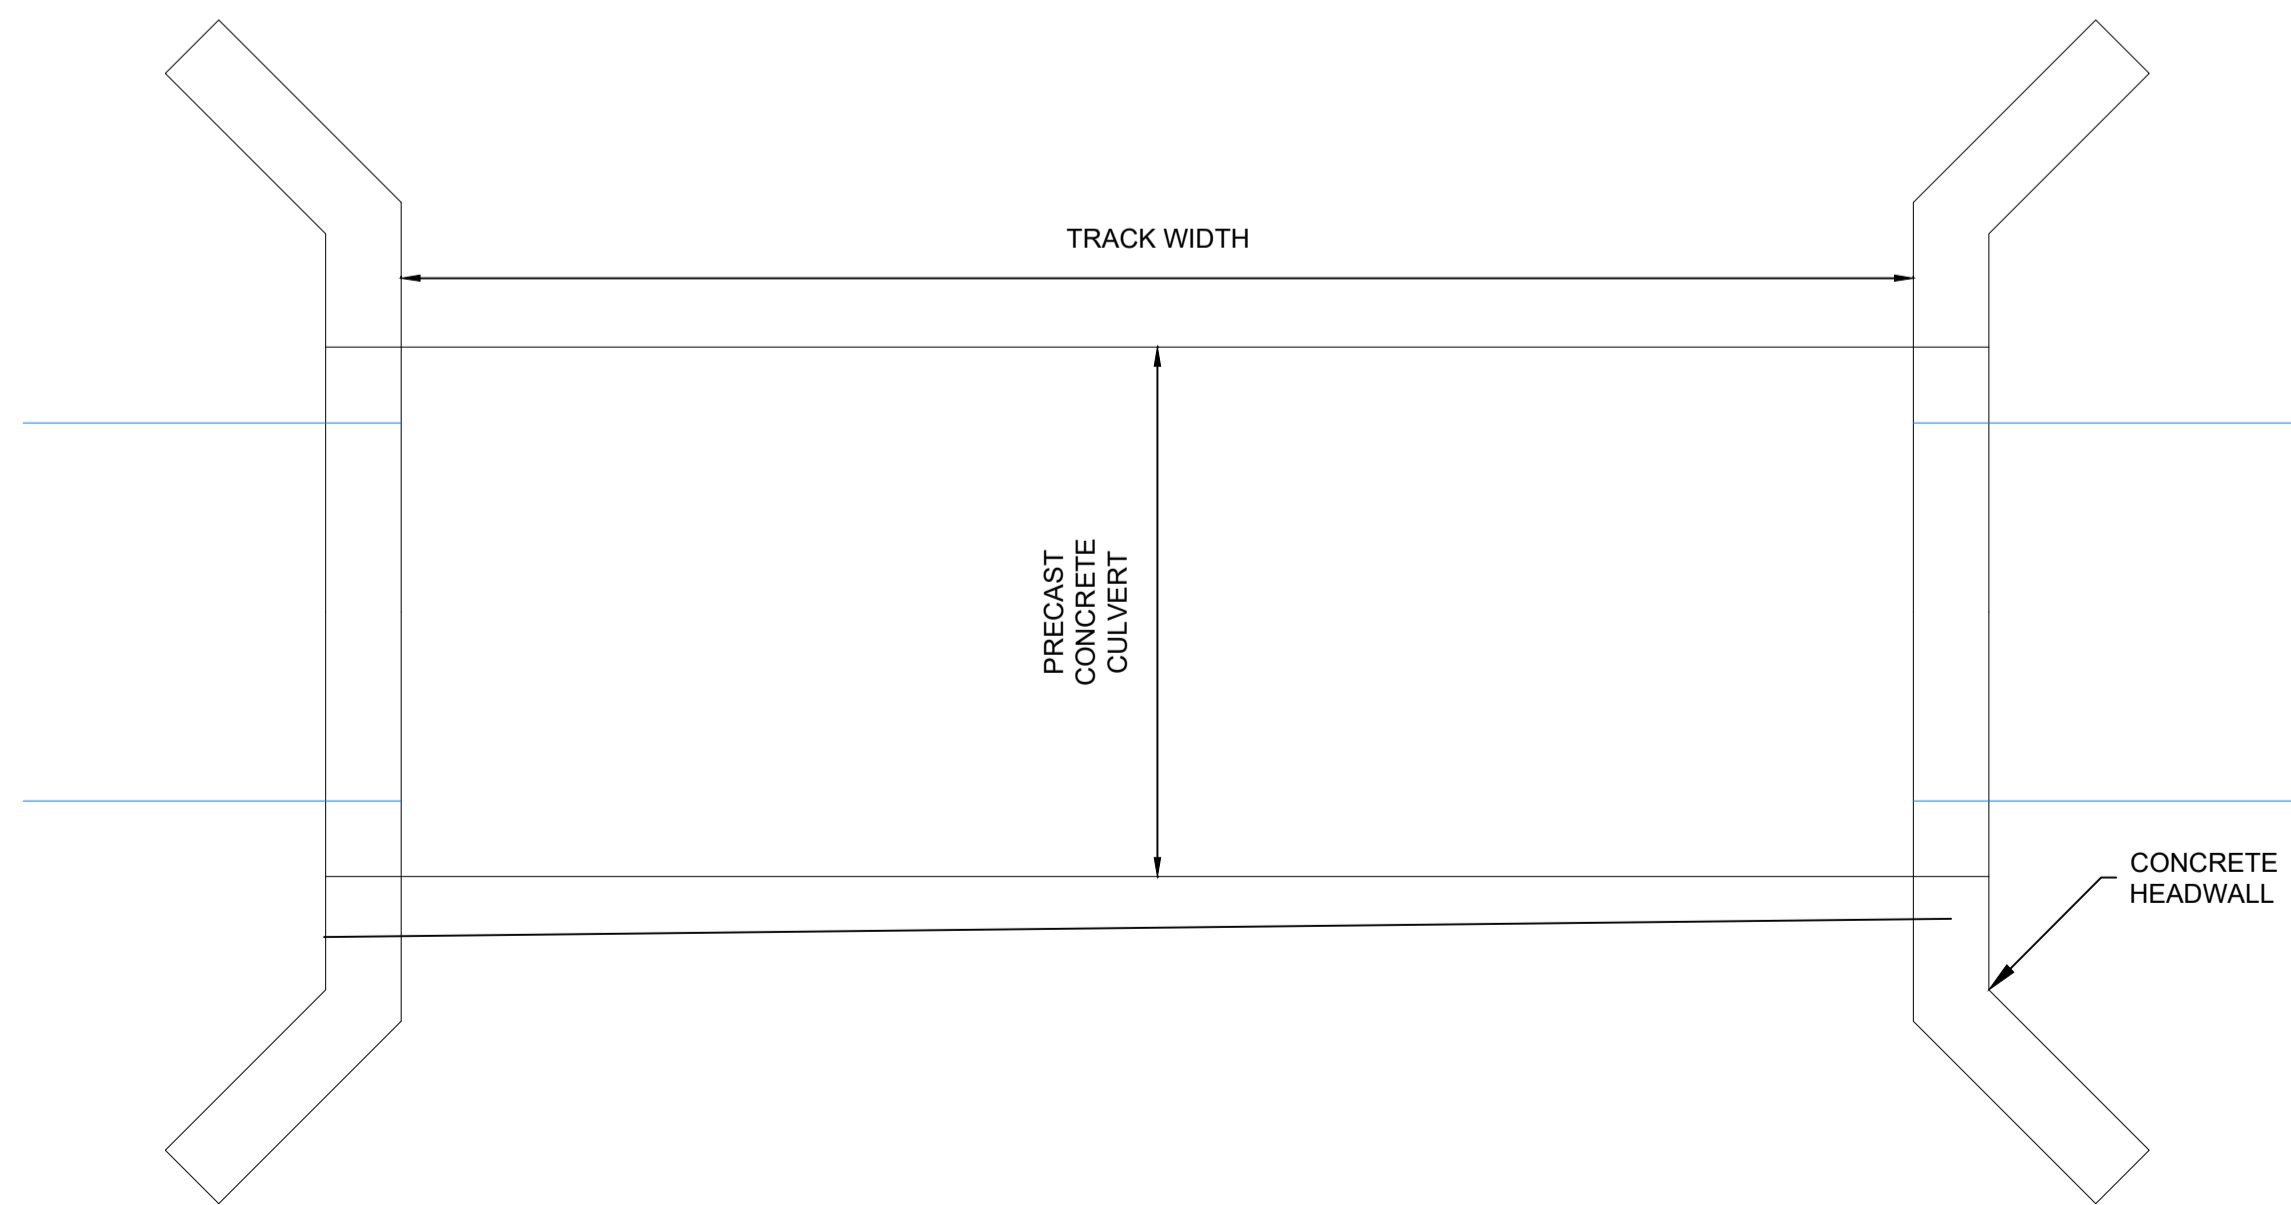 TRACK WIDTH
PRECAST
CONCRETE
CULVERT
CONCRETE
HEADWALL